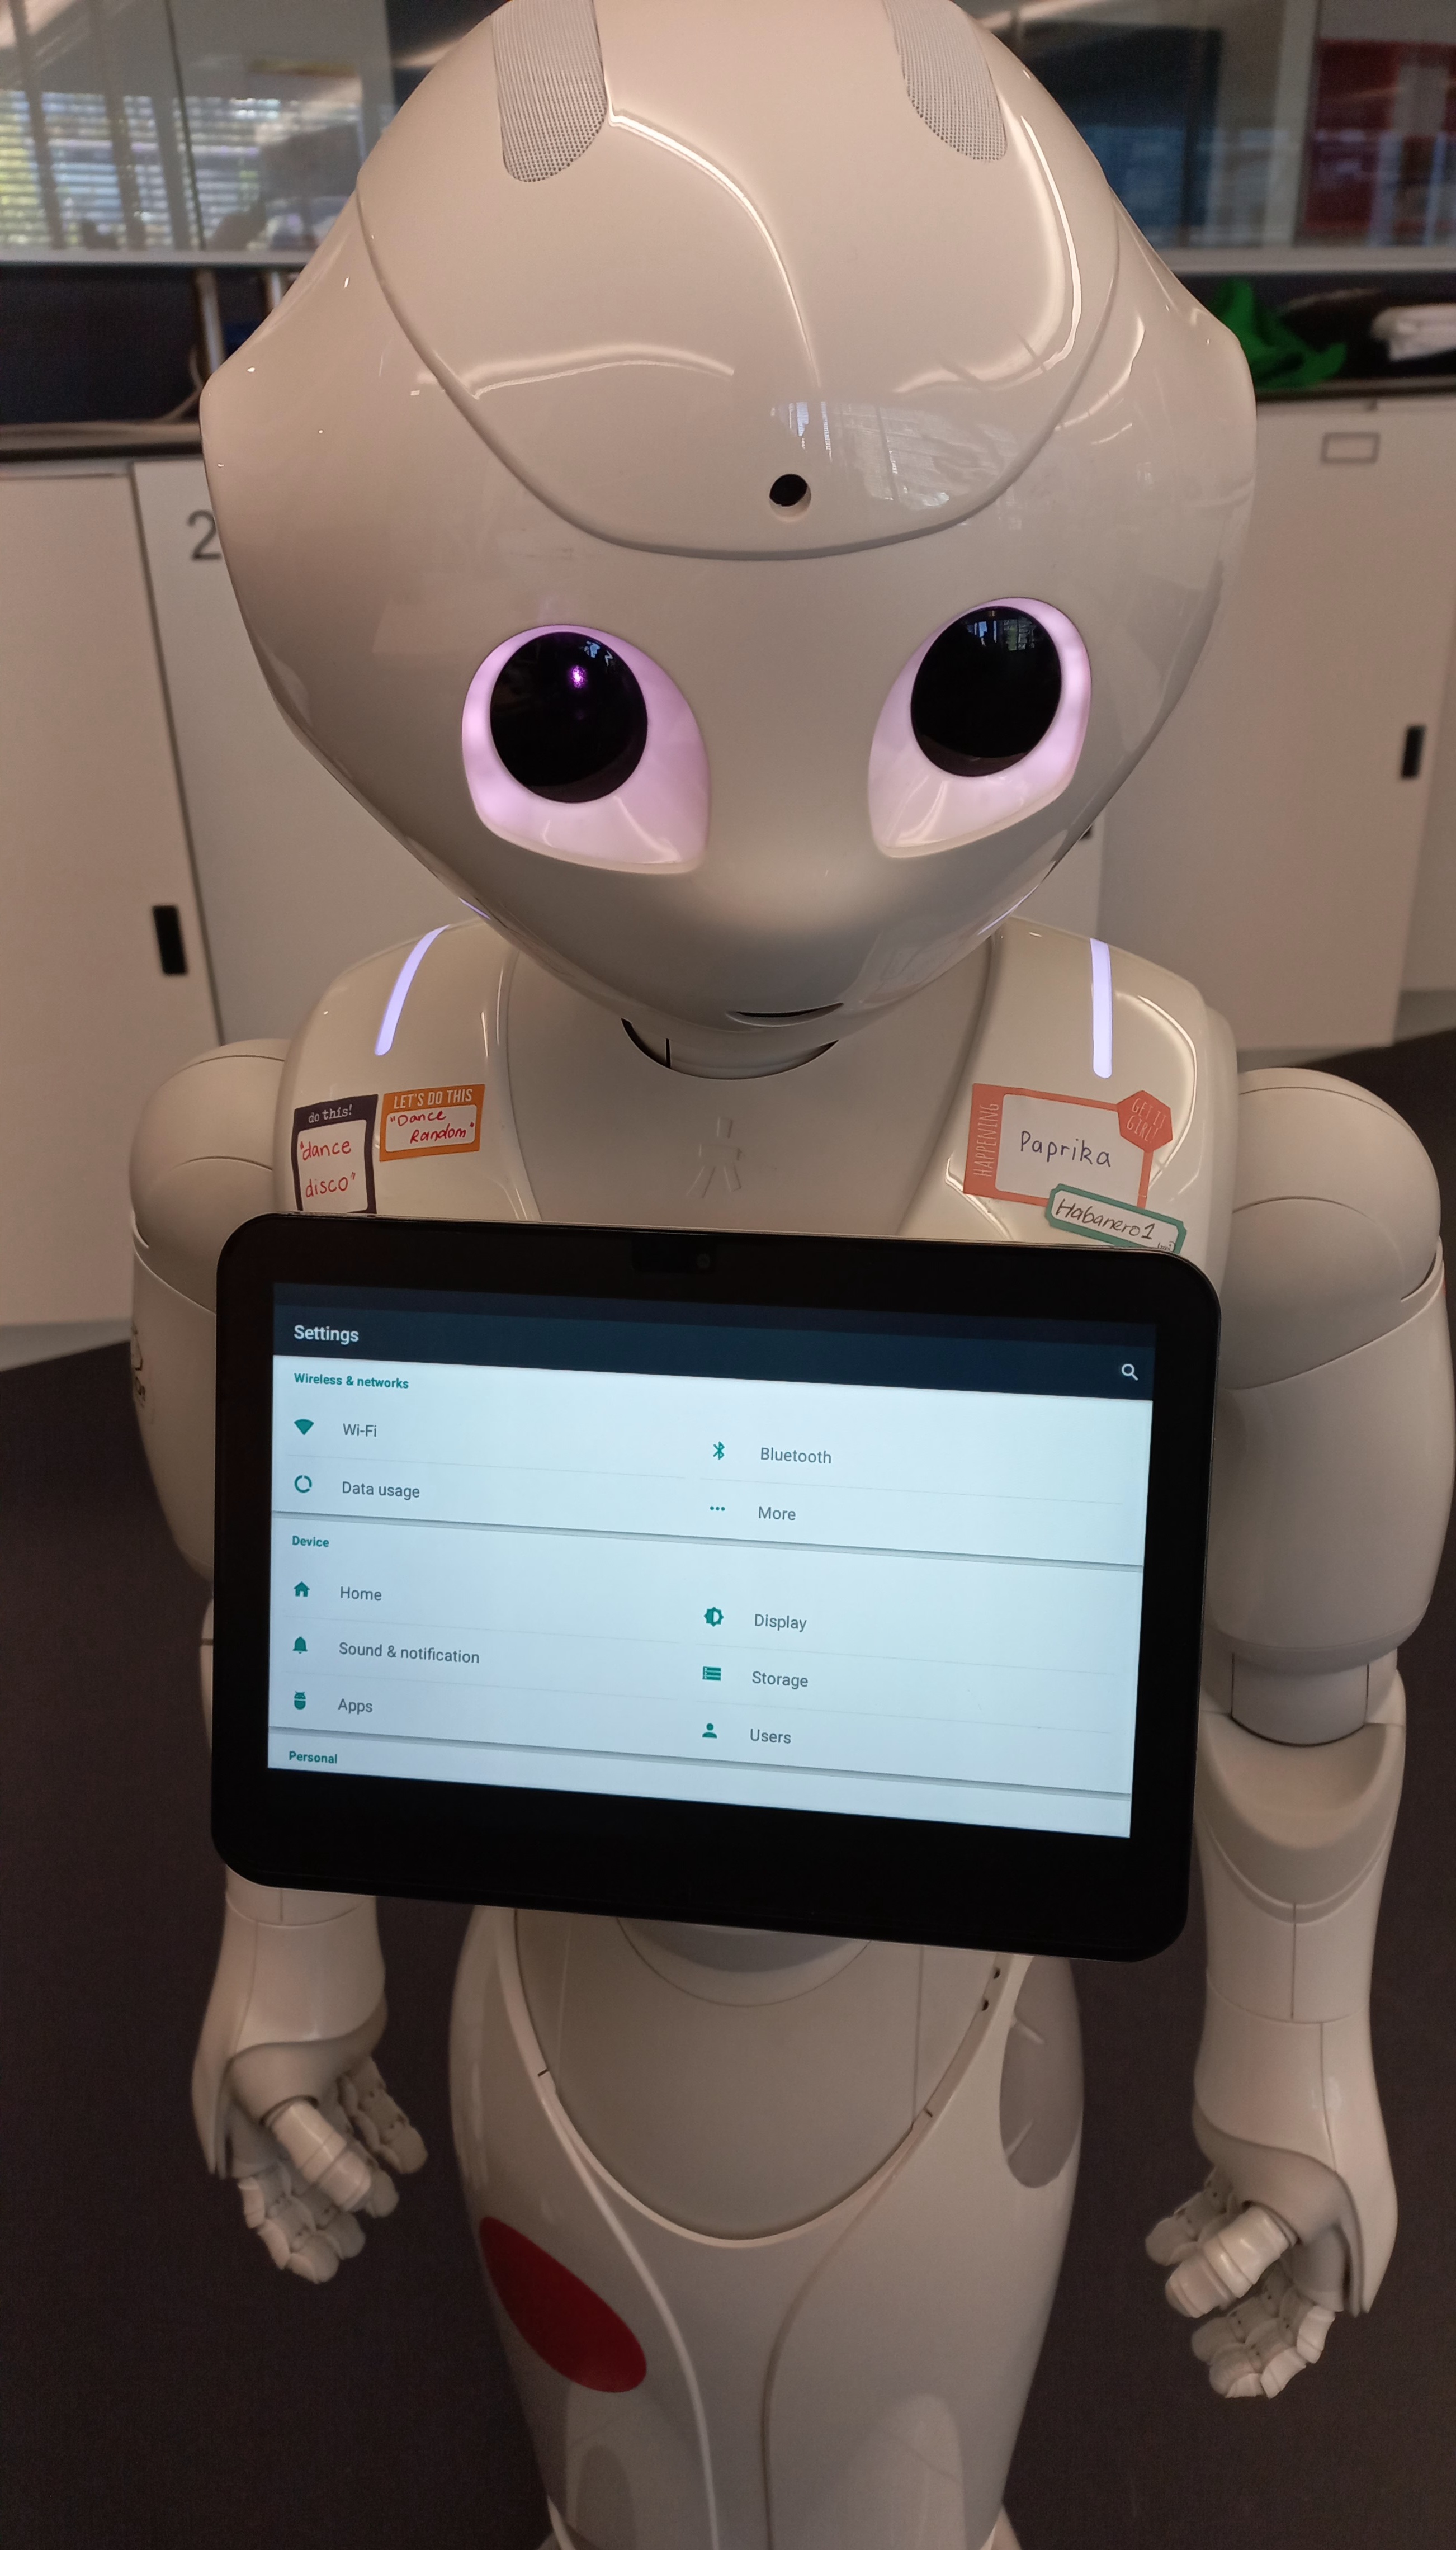 2
do this!
"dance
disco"
LET'S DO THIS
"Dance
Random"
HAPPENING
Paprika
GET IT
GIRL!
Habanero1
Settings
Wireless & networks
Wi-Fi
Bluetooth
Data usage
More
Device
Home
Display
Sound & notification
Storage
Apps
Users
Personal